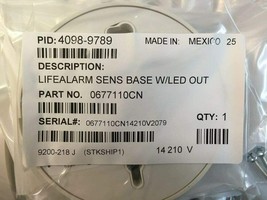 PID: 4098-9789 MADE IN: MEXICO 25
DESCRIPTION:
LIFEALARM SENS BASE W/LED OUT
PART NO. 0677110CN
QTY: 1
SERIAL#: 0677110CN14210V2079
9200-218 J (STKSHIP1) 14 210 V